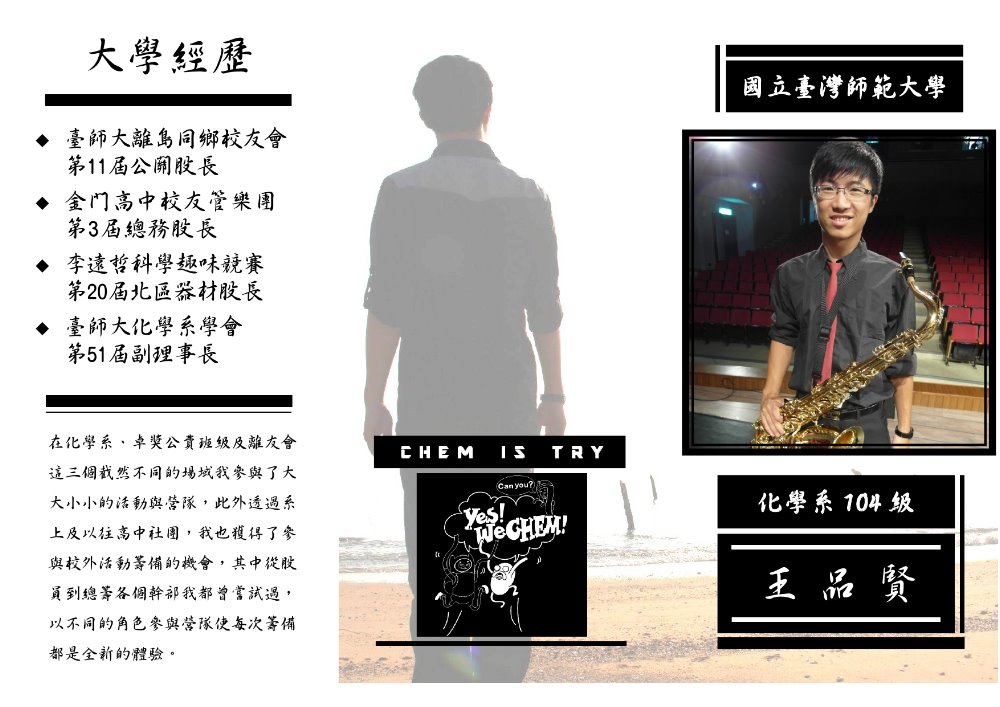 大學經歷
◆ 臺師大離島同鄉校友會
第11屆公關股長
◆ 金門高中校友管樂團
第3屆總務股長
◆ 李遠哲科學趣味競賽
第20屆北區器材股長
◆ 臺師大化學系學會
第51屆副理事長
在化學系、卓獎公費班級及離友會
這三個截然不同的場域我參與了大
大小小的活動與營隊，此外透過系
上及以往高中社團，我也獲得了參
與校外活動籌備的機會，其中從股
員到總籌各個幹部我都曾嘗試過，
以不同的角色參與營隊使每次籌備
都是全新的體驗。
CHEM IS TRY
Can you?
Yes!
We CHEM!
國立臺灣師範大學
化學系 104 級
王品賢